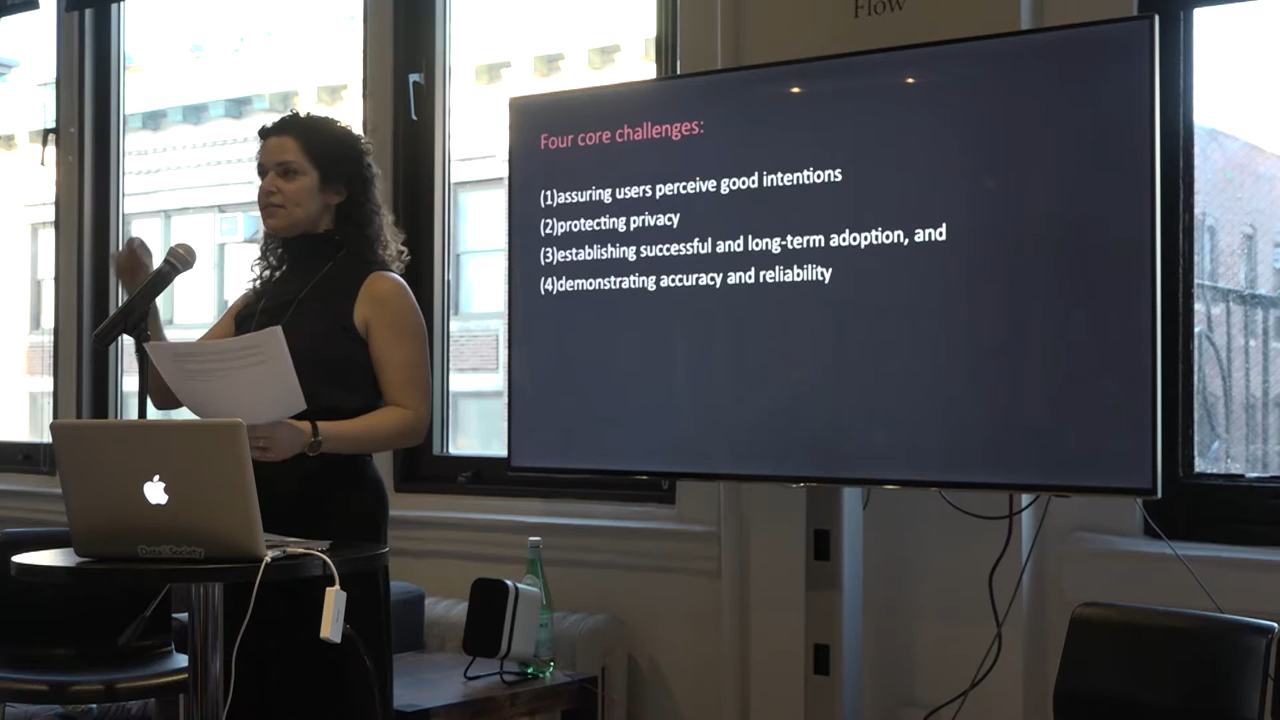 Flow
Four core challenges:
(1)assuring users perceive good intentions
(2)protecting privacy
(3)establishing successful and long-term adoption, and
(4)demonstrating accuracy and reliability
Data&Society